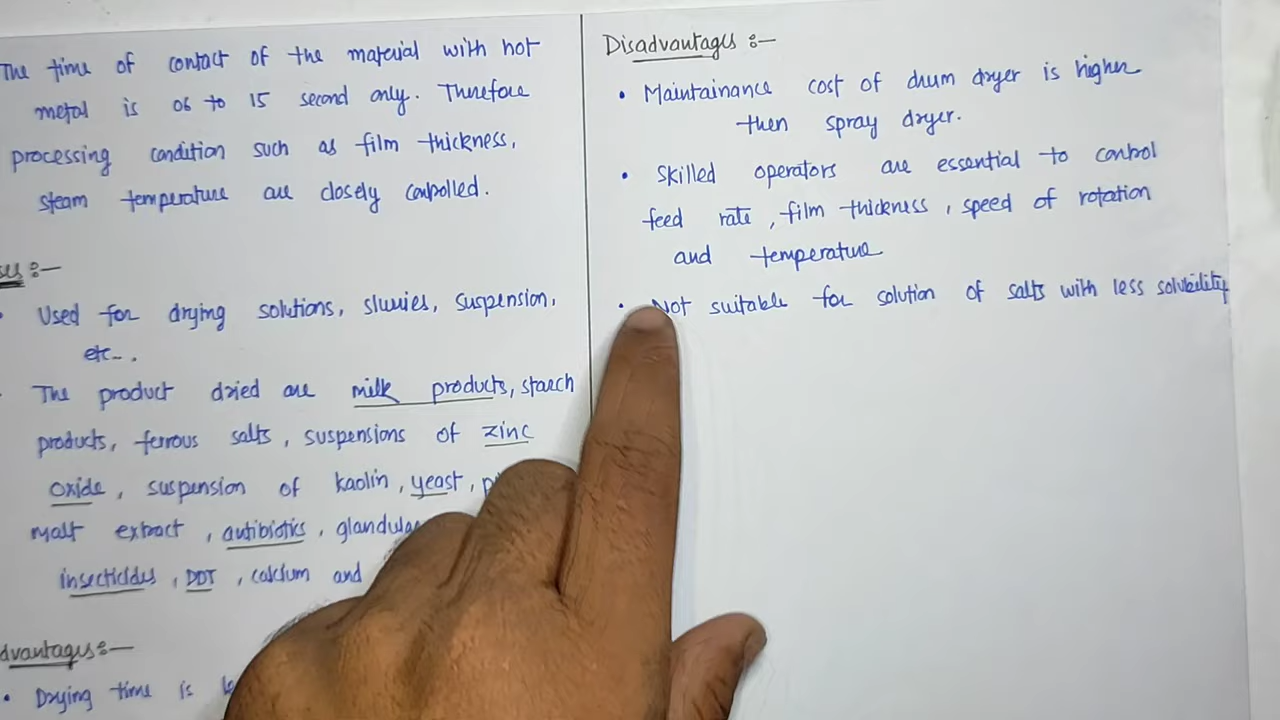 The time of contact of the material with hot
metal is 06 to 15 second only. Therefore
processing condition such as film thickness,
steam temperature are closely controlled.
:—
Used for drying solutions, slurries, suspension,
etc...
The product dried are milk products, starch
products, ferrous salts, suspensions of zinc
oxide, suspension of kaolin, yeast,
malt extract, antibiotics,
insecticides, DDT, calcium and
dvantages:—
• Drying time is
Disadvantages :—
• Maintainance cost of drum dryer is higher
then spray dryer.
• Skilled operators are essential to control
feed rate, film thickness, speed of rotation
and temperature
• Not suitable for solution of salts with less solubility